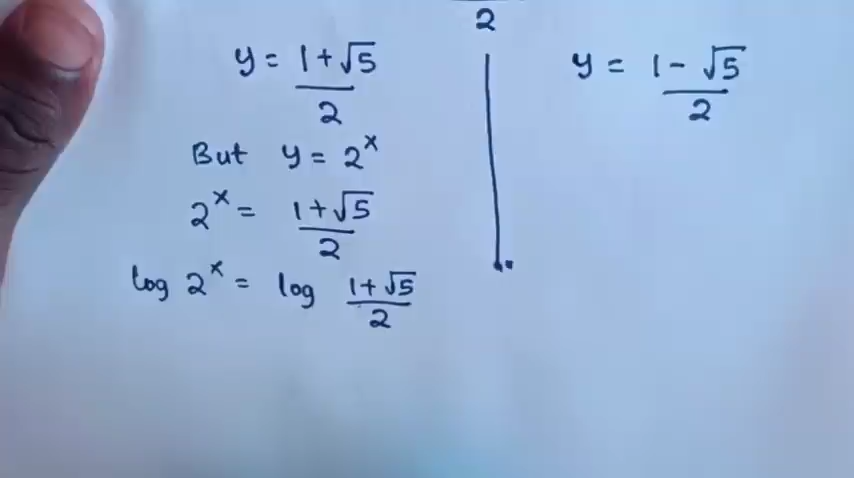 2
y = 1+√5
2
But y = 2^x
2^x = 1+√5
2
log 2^x = log 1+√5
2
y = 1 - √5
2